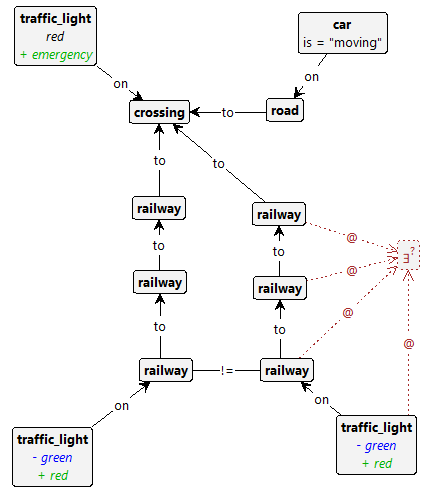 traffic_light
red
+ emergency
car
is = "moving"
on
on
crossing
to
road
to
to
railway
railway
@
∃?
to
to
@
railway
railway
@
to
to
@
railway
!=
railway
on
on
traffic_light
- green
+ red
traffic_light
- green
+ red